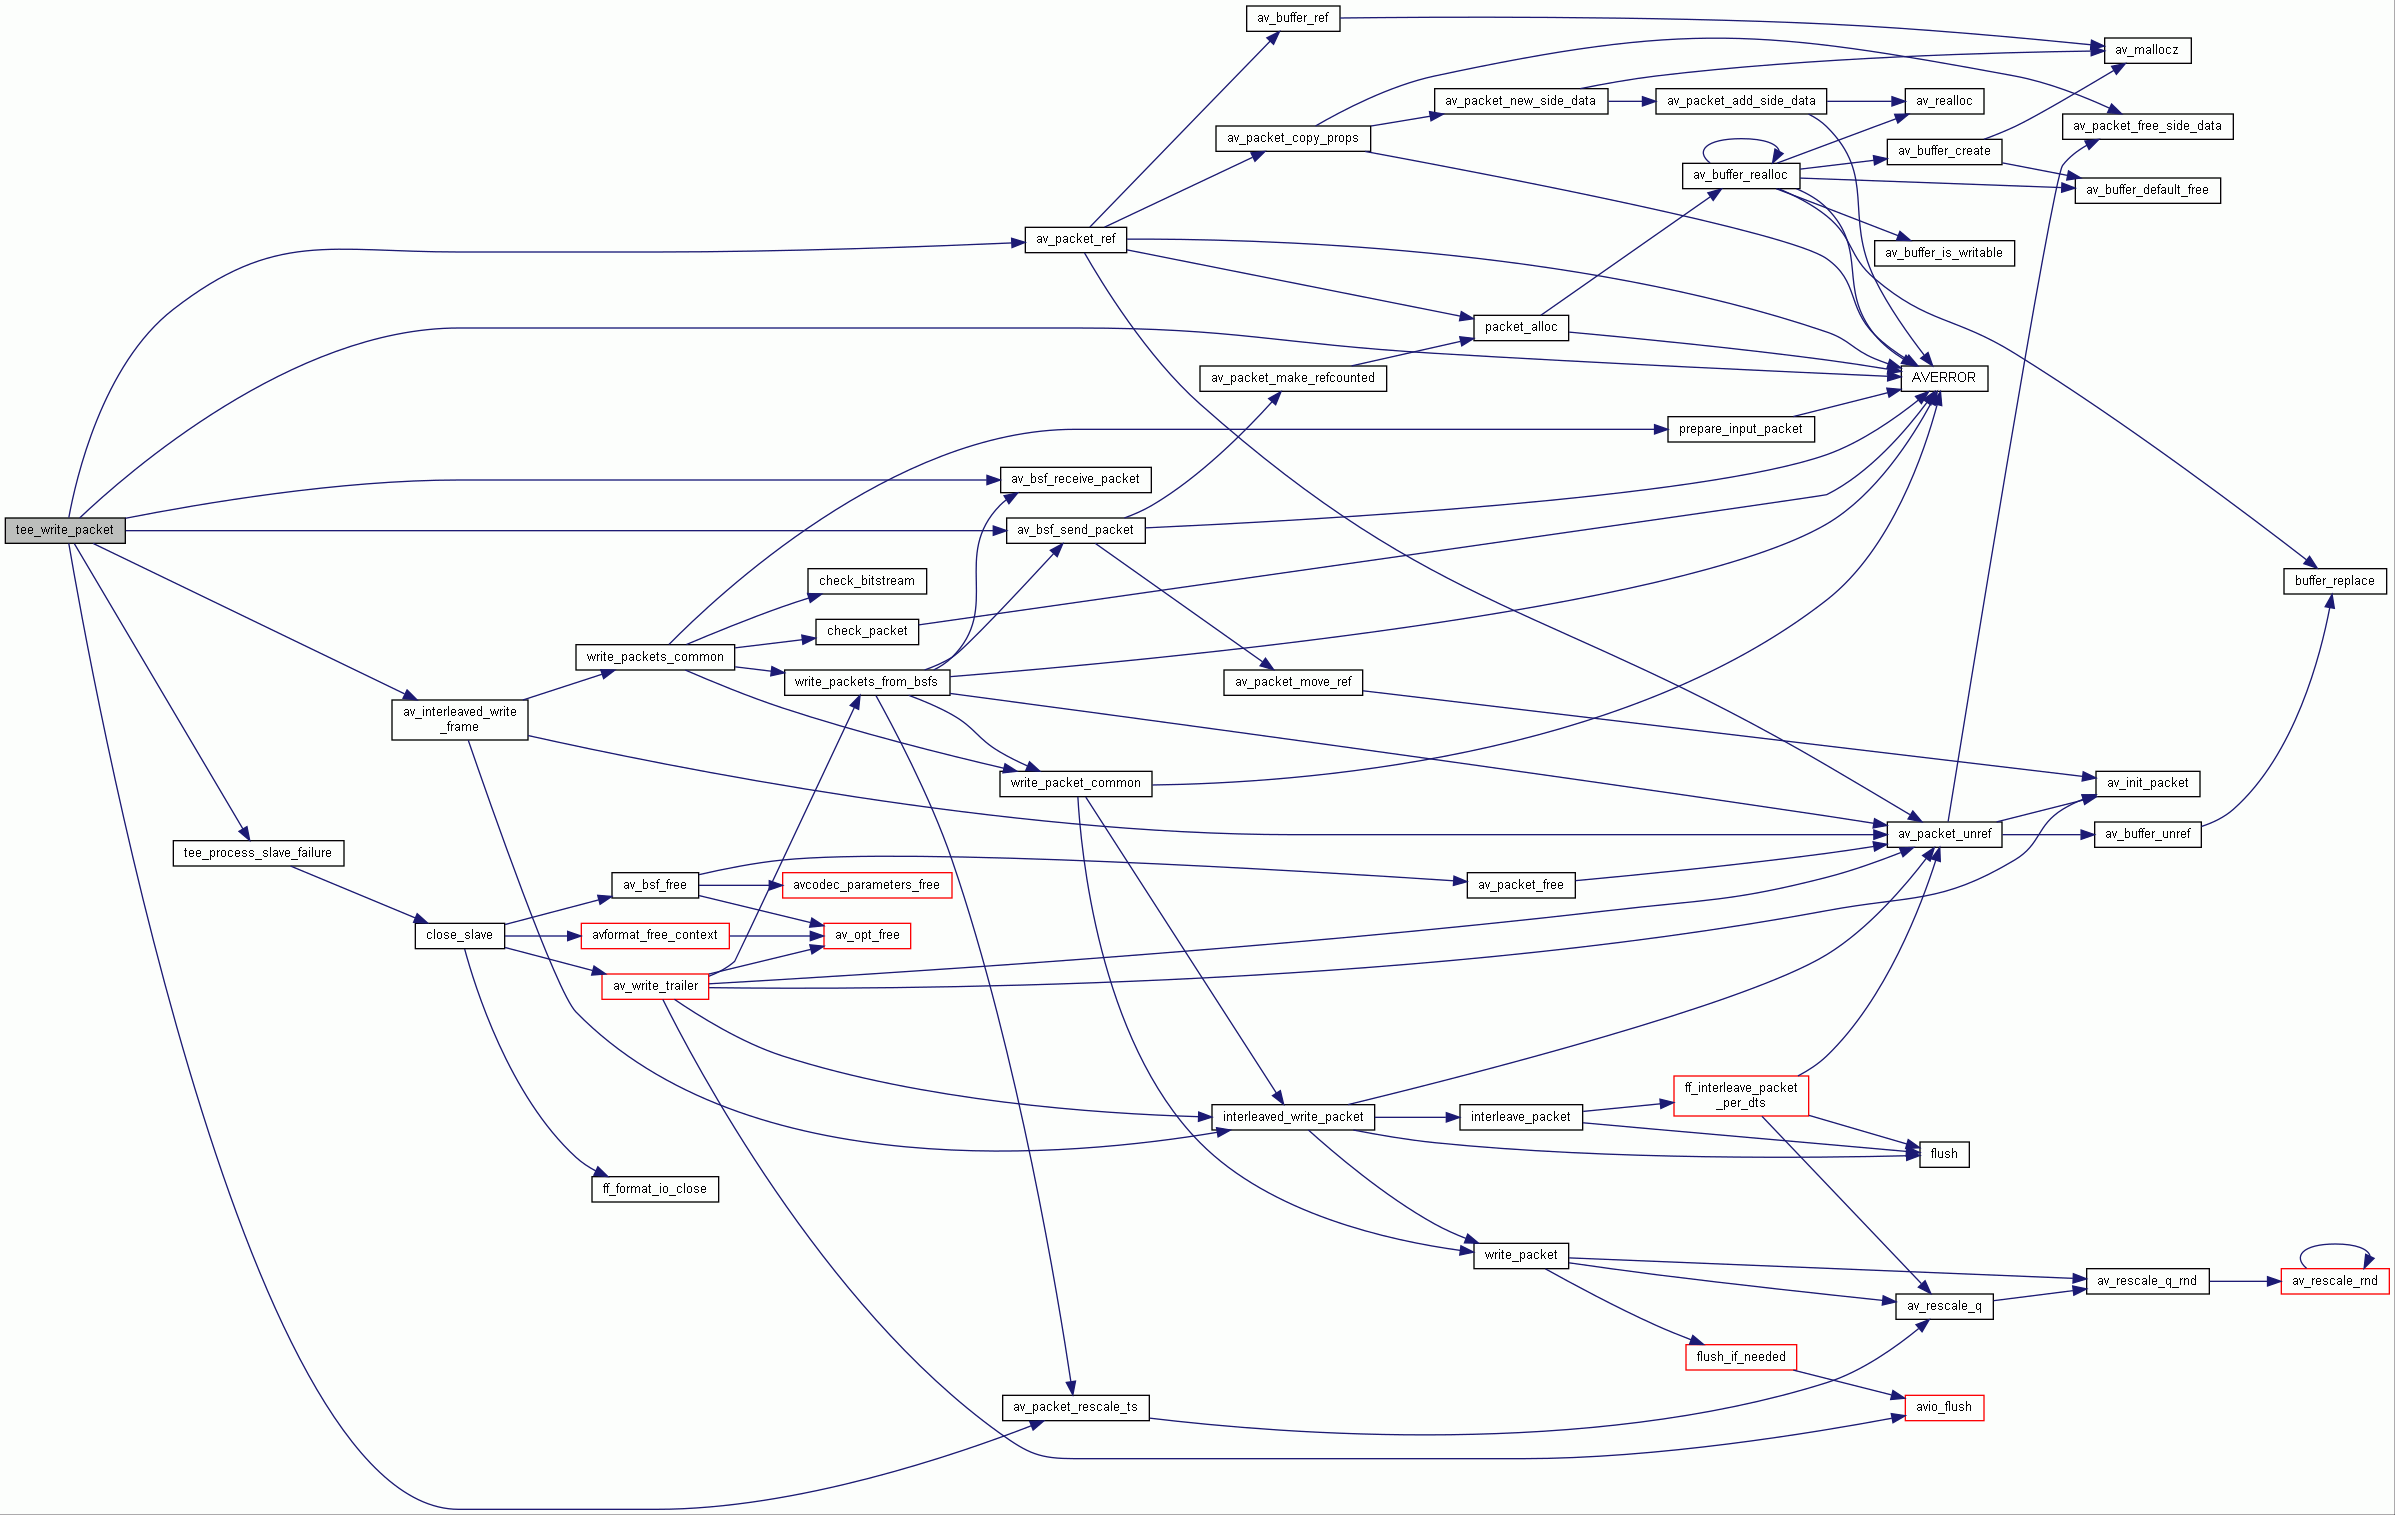 av_buffer_ref
av_mallocz
av_packet_new_side_data
av_packet_add_side_data
av_realloc
av_packet_free_side_data
av_packet_copy_props
av_buffer_create
av_buffer_realloc
av_buffer_default_free
av_packet_ref
av_buffer_is_writable
packet_alloc
av_packet_make_refcounted
AVERROR
prepare_input_packet
av_bsf_receive_packet
tee_write_packet
av_bsf_send_packet
check_bitstream
buffer_replace
check_packet
write_packets_common
write_packets_from_bsfs
av_packet_move_ref
av_interleaved_write
_frame
write_packet_common
av_init_packet
av_packet_unref
av_buffer_unref
tee_process_slave_failure
av_bsf_free
avcodec_parameters_free
av_packet_free
close_slave
avformat_free_context
av_opt_free
av_write_trailer
ff_interleave_packet
_per_dts
interleaved_write_packet
interleave_packet
flush
ff_format_io_close
write_packet
av_rescale_q_rnd
av_rescale_rnd
av_rescale_q
flush_if_needed
av_packet_rescale_ts
avio_flush